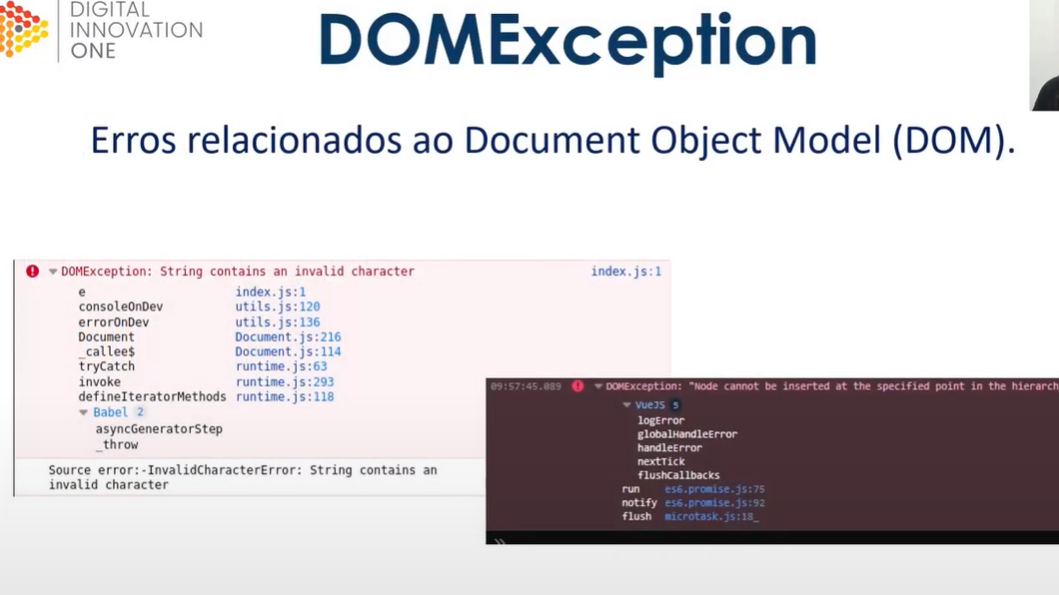 DIGITAL
INNOVATION
ONE
DOMException
Erros relacionados ao Document Object Model (DOM).
DOMException: String contains an invalid character index.js:1
e index.js:1
consoleOnDev utils.js:120
errorOnDev utils.js:136
Document Document.js:216
_callee$ Document.js:114
tryCatch runtime.js:63
invoke runtime.js:293
defineIteratorMethods runtime.js:118
Babel 2
asyncGeneratorStep
_throw
Source error:-InvalidCharacterError: String contains an
invalid character
09:57:45.089 DOMException: "Node cannot be inserted at the specified point in the hierarch
VueJS 5
logError
globalHandleError
handleError
nextTick
flushCallbacks
run es6.promise.js:75
notify es6.promise.js:92
flush microtask.js:18_